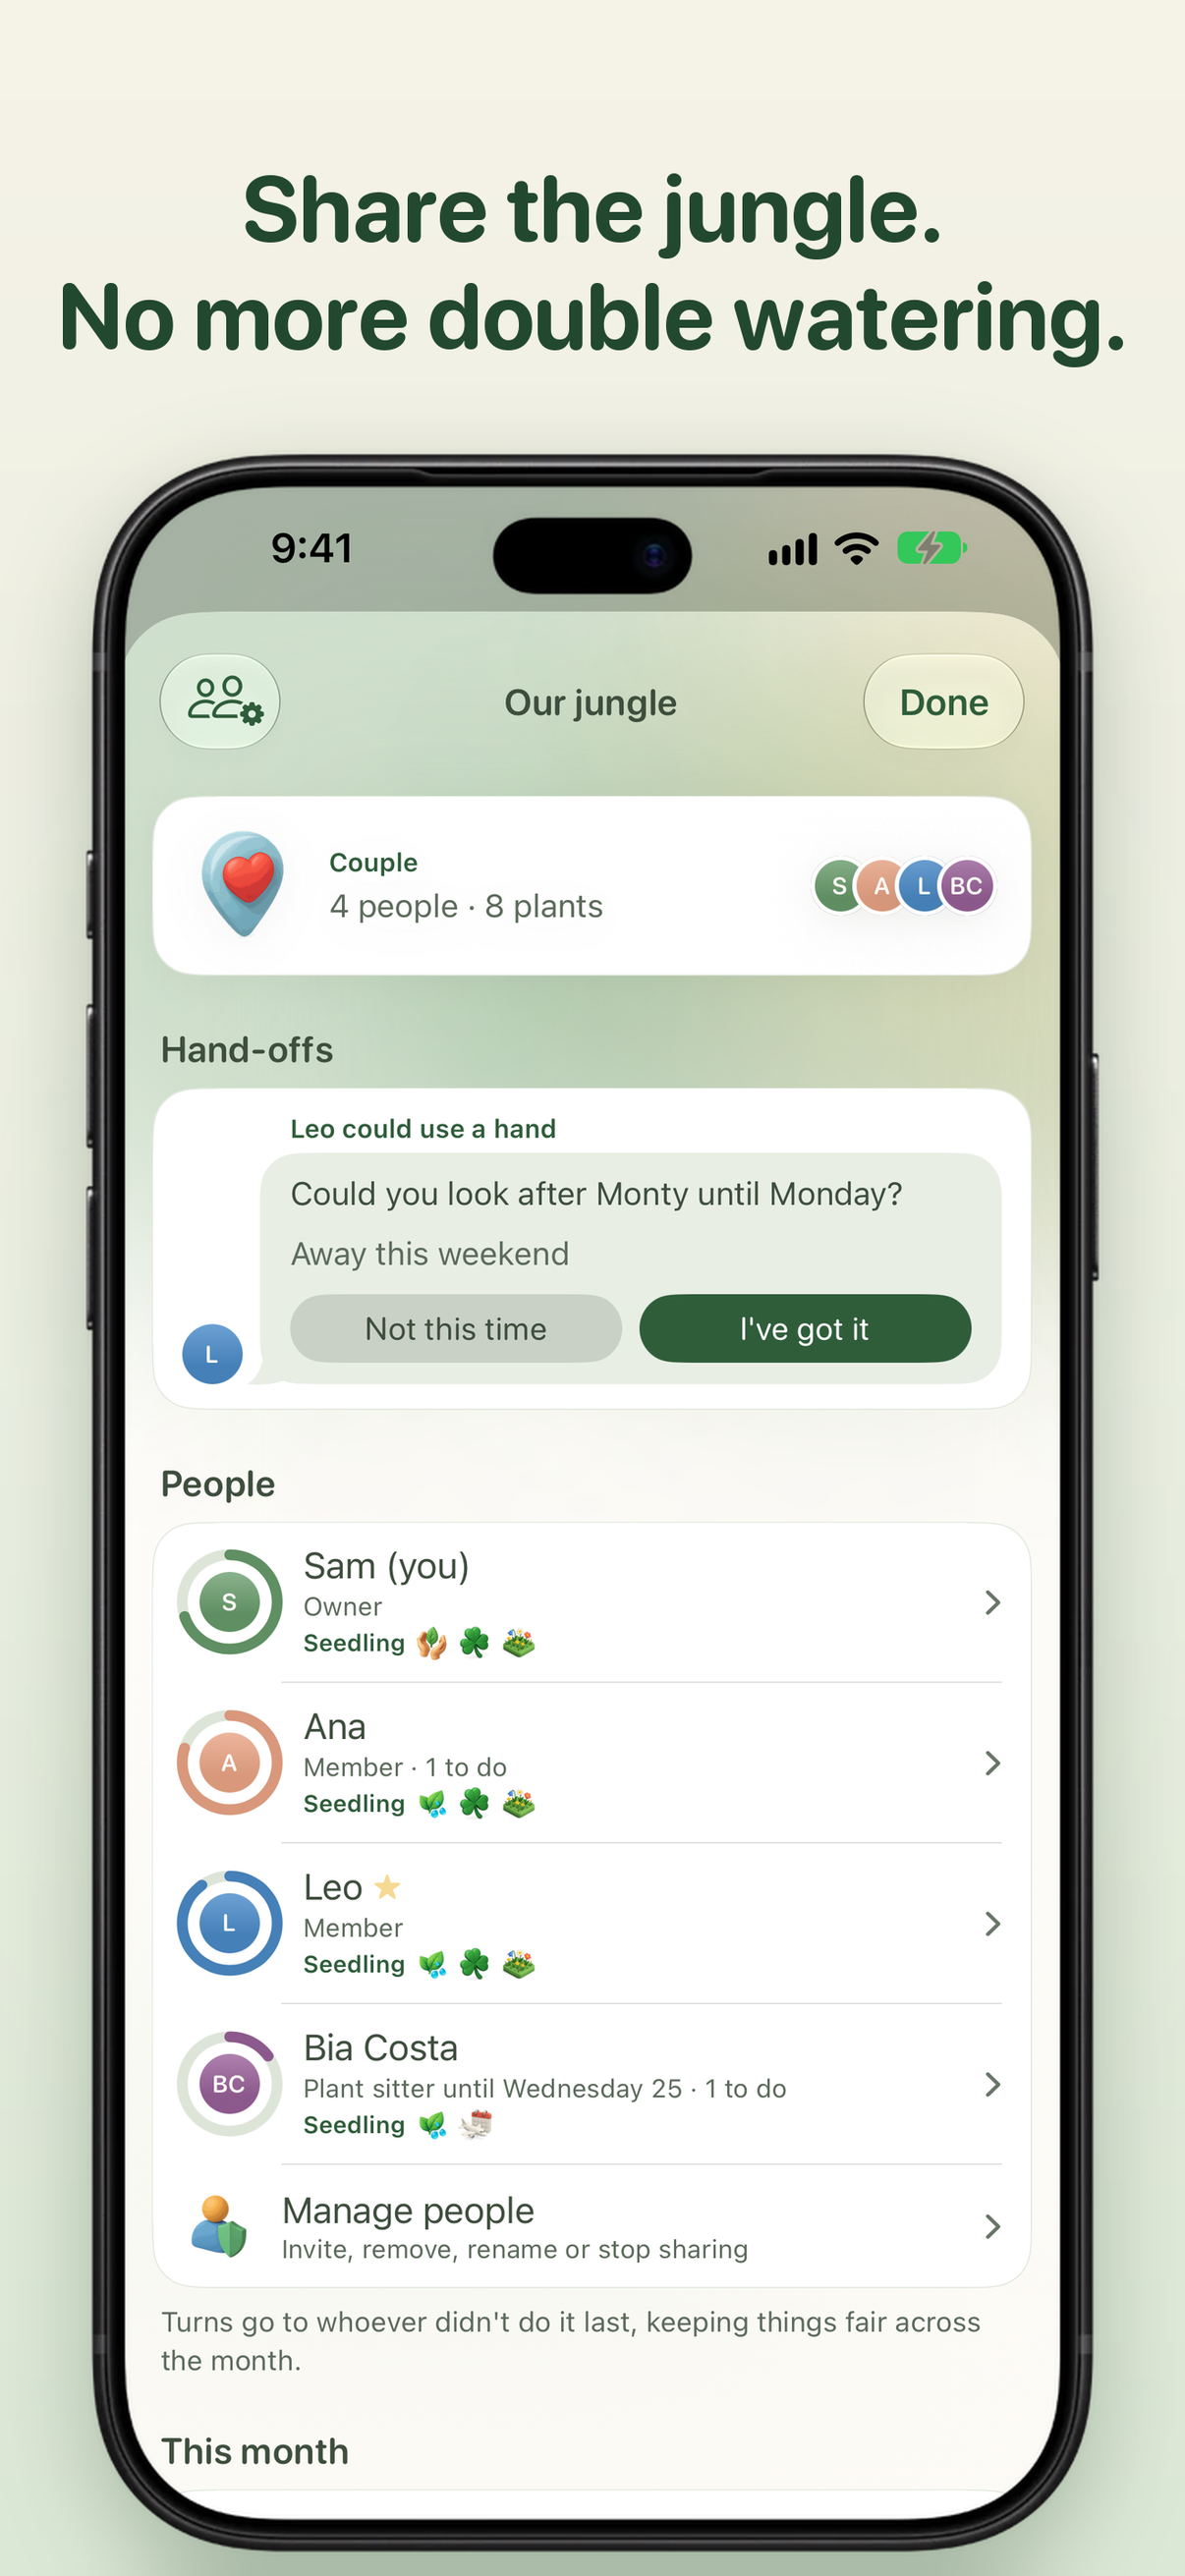 Share the jungle.
No more double watering.
9:41
Our jungle
Done
Couple
4 people · 8 plants
S A L BC
Hand-offs
Leo could use a hand
Could you look after Monty until Monday?
Away this weekend
Not this time
I've got it
L
People
S
Sam (you)
Owner
Seedling
A
Ana
Member · 1 to do
Seedling
L
Leo
Member
Seedling
BC
Bia Costa
Plant sitter until Wednesday 25 · 1 to do
Seedling
Manage people
Invite, remove, rename or stop sharing
Turns go to whoever didn't do it last, keeping things fair across
the month.
This month